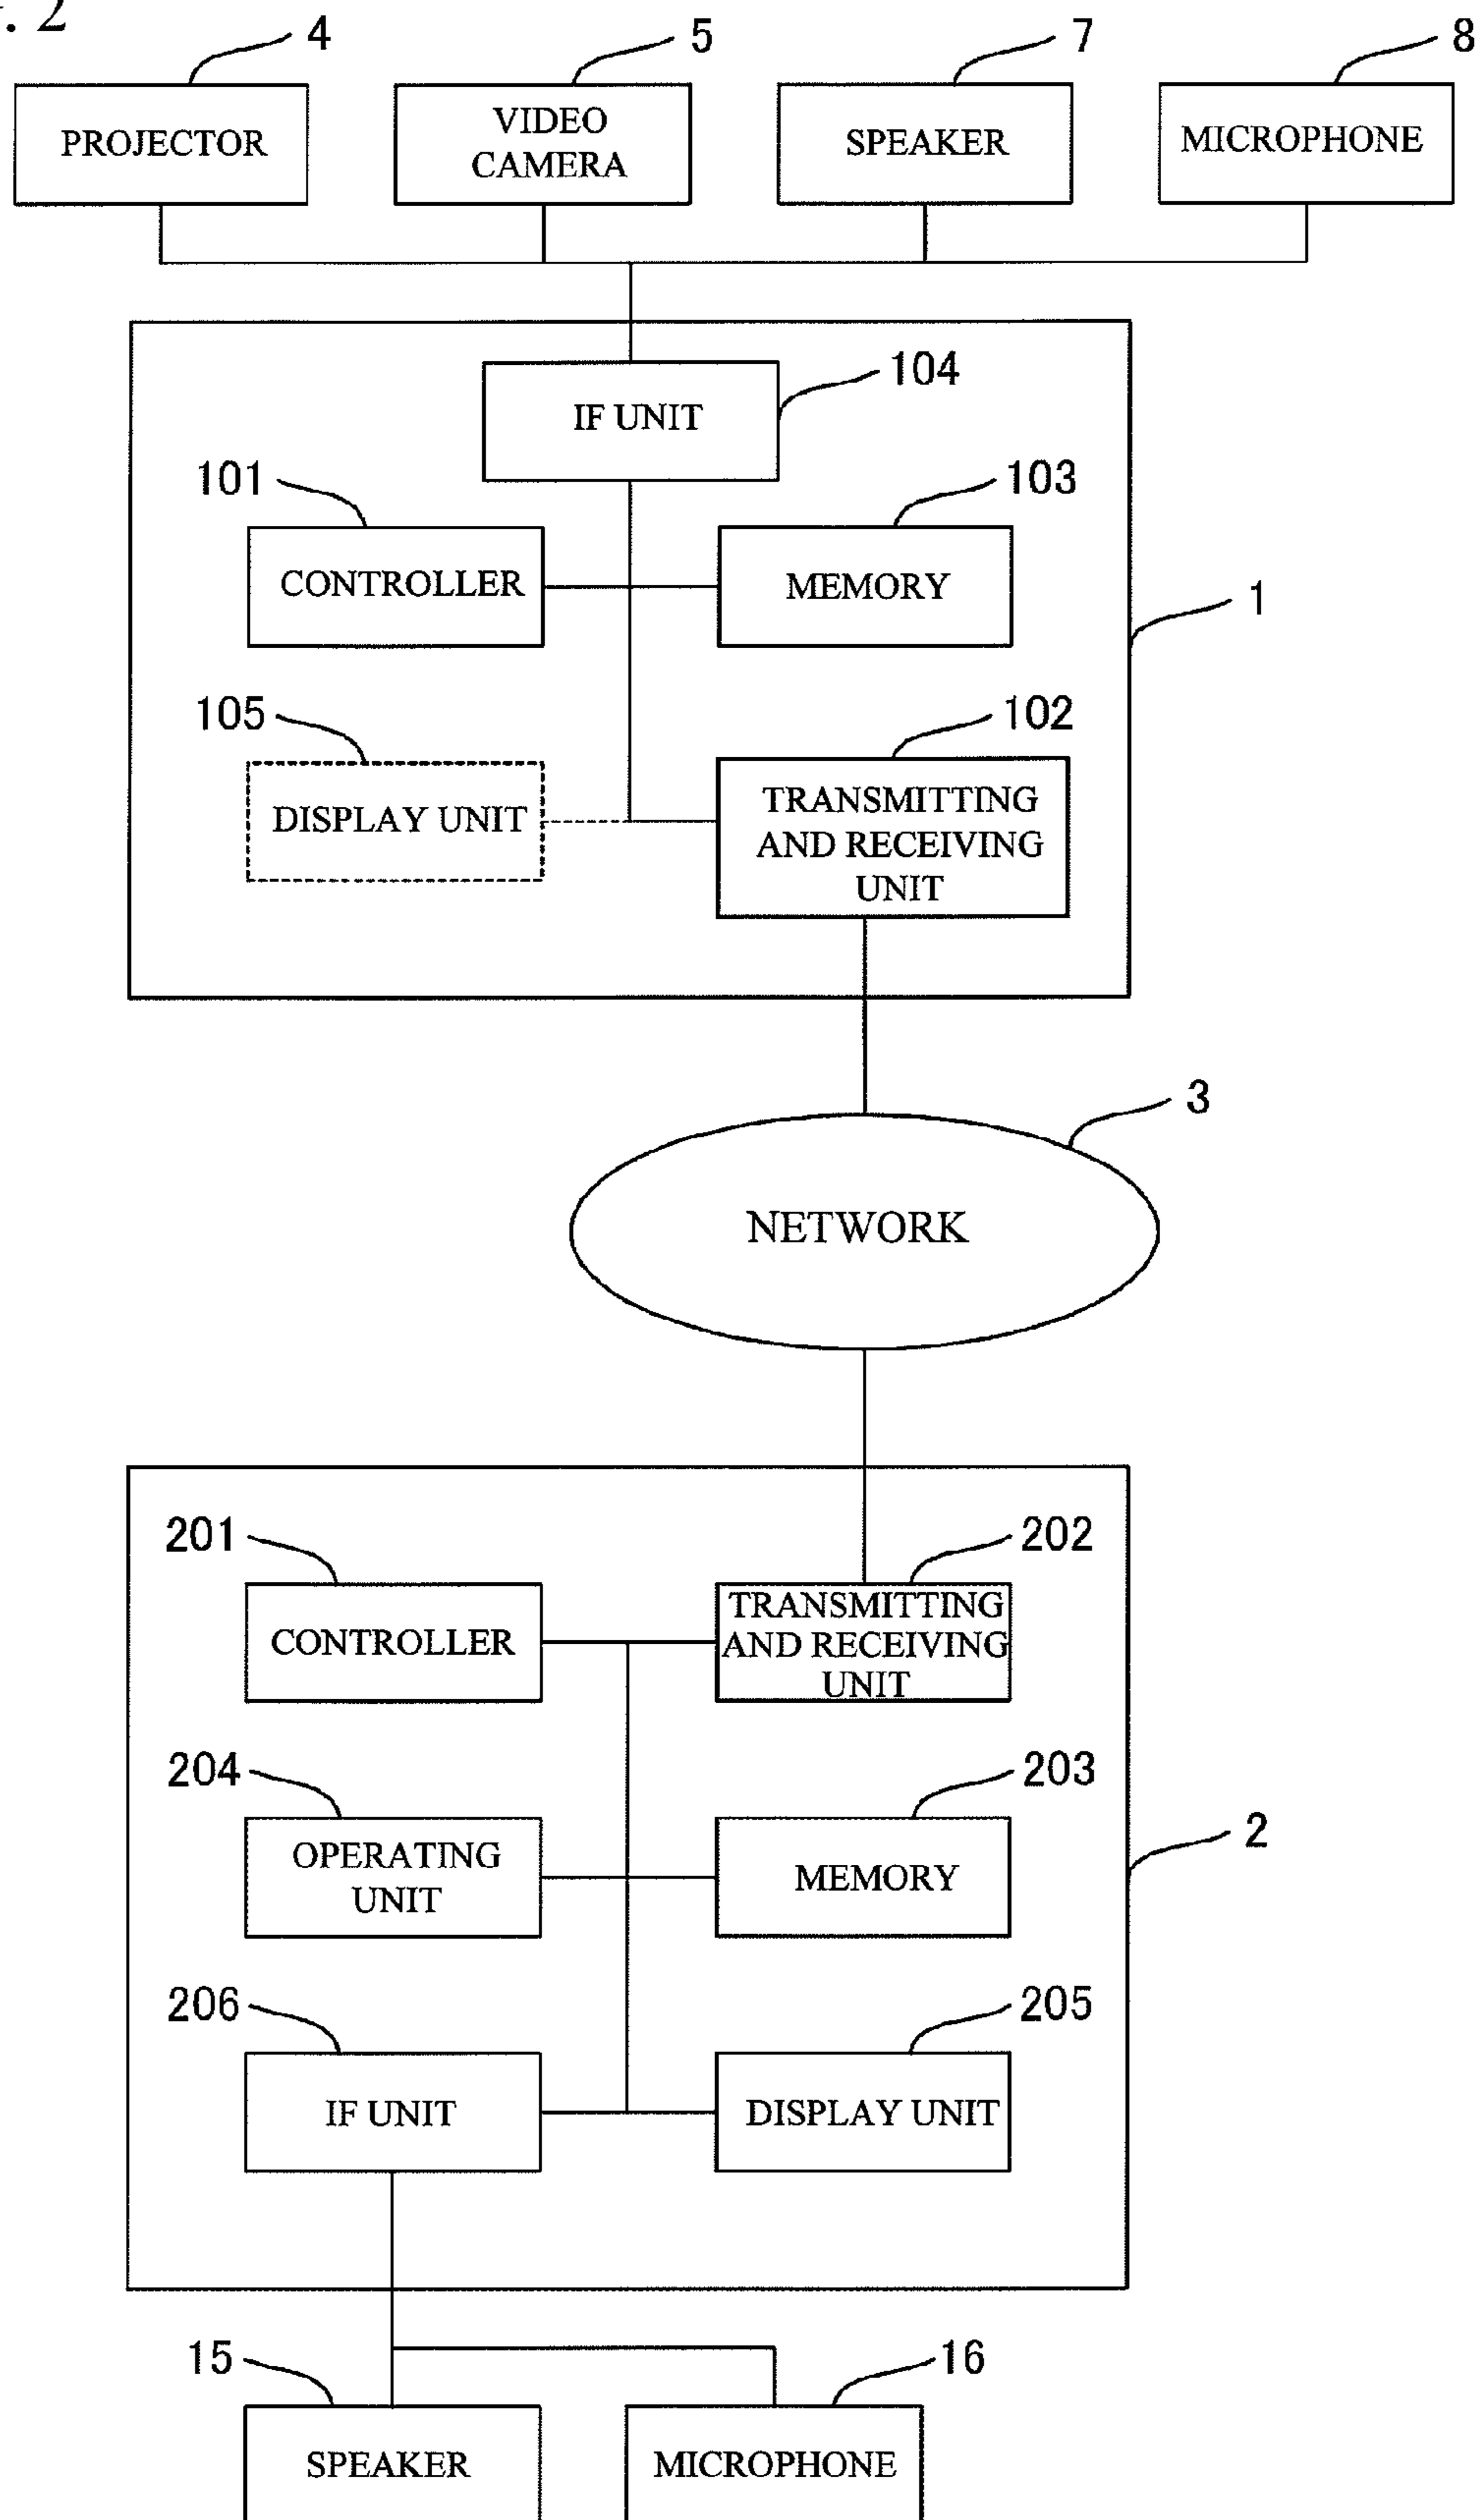 . 2
4
5
7
8
PROJECTOR
VIDEO
CAMERA
SPEAKER
MICROPHONE
104
IF UNIT
101
103
CONTROLLER
MEMORY
1
105
102
DISPLAY UNIT
TRANSMITTING
AND RECEIVING
UNIT
3
NETWORK
201
202
CONTROLLER
TRANSMITTING
AND RECEIVING
UNIT
204
203
OPERATING
UNIT
MEMORY
2
206
205
IF UNIT
DISPLAY UNIT
15
16
SPEAKER
MICROPHONE